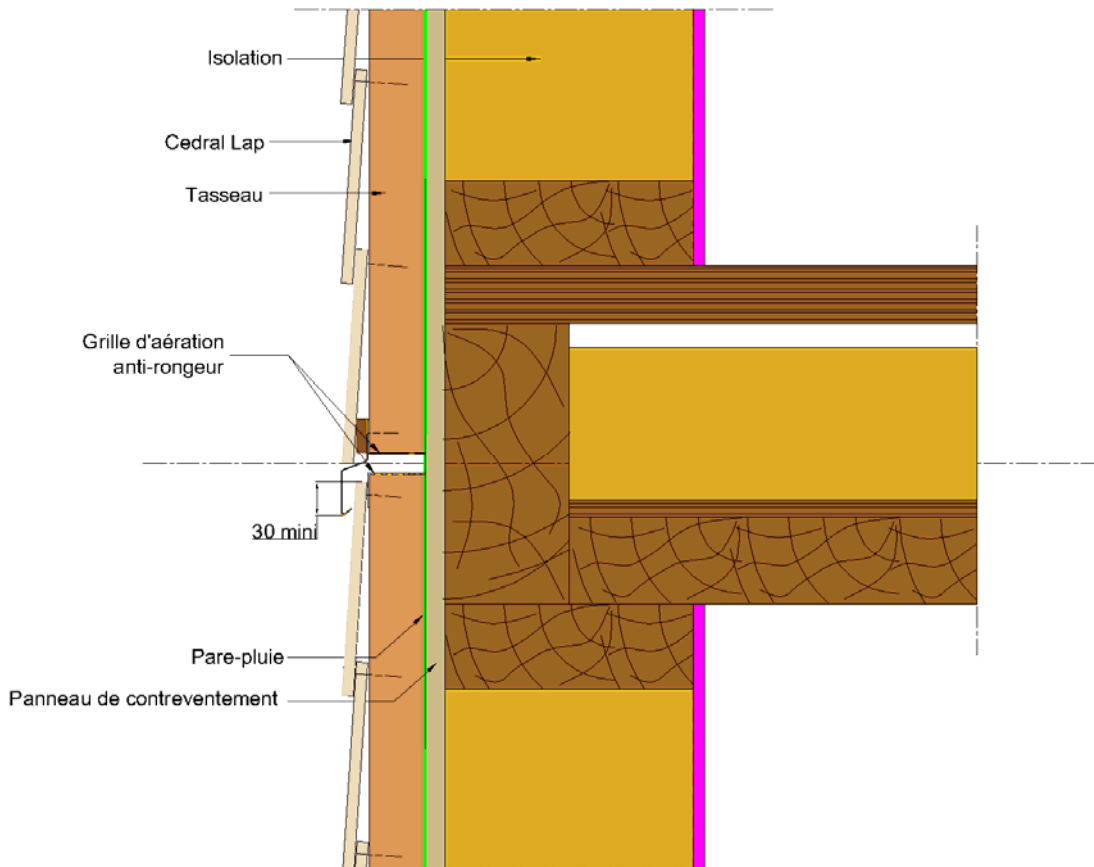 Isolation
Cedral Lap
Tasseau
Grille d'aération
anti-rongeur
30 mini
Pare-pluie
Panneau de contreventement